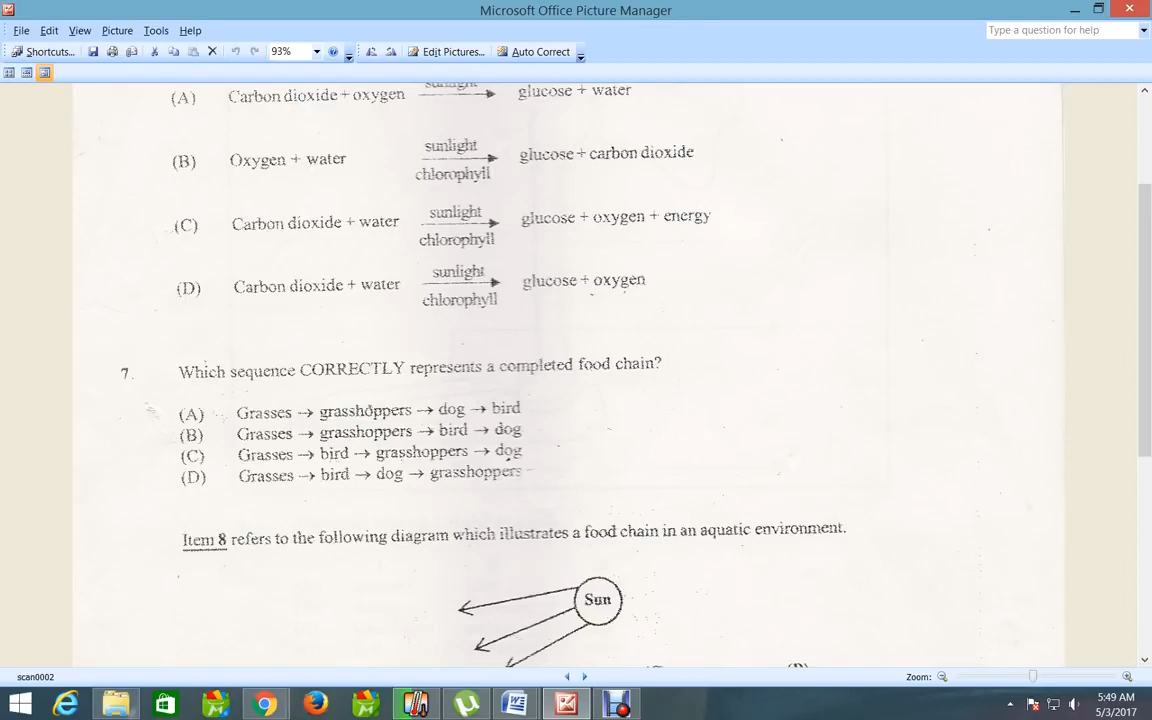 Microsoft Office Picture Manager
File Edit View Picture Tools Help
Type a question for help
Shortcuts... 93% Edit Pictures... Auto Correct
sunlight
(A) Carbon dioxide + oxygen → glucose + water
sunlight
(B) Oxygen + water → glucose + carbon dioxide
chlorophyll
sunlight
(C) Carbon dioxide + water → glucose + oxygen + energy
chlorophyll
sunlight
(D) Carbon dioxide + water → glucose + oxygen
chlorophyll
7. Which sequence CORRECTLY represents a completed food chain?
(A) Grasses → grasshoppers → dog → bird
(B) Grasses → grasshoppers → bird → dog
(C) Grasses → bird → grasshoppers → dog
(D) Grasses → bird → dog → grasshoppers
Item 8 refers to the following diagram which illustrates a food chain in an aquatic environment.
Sun
scan0002
Zoom:
5:49 AM
5/3/2017